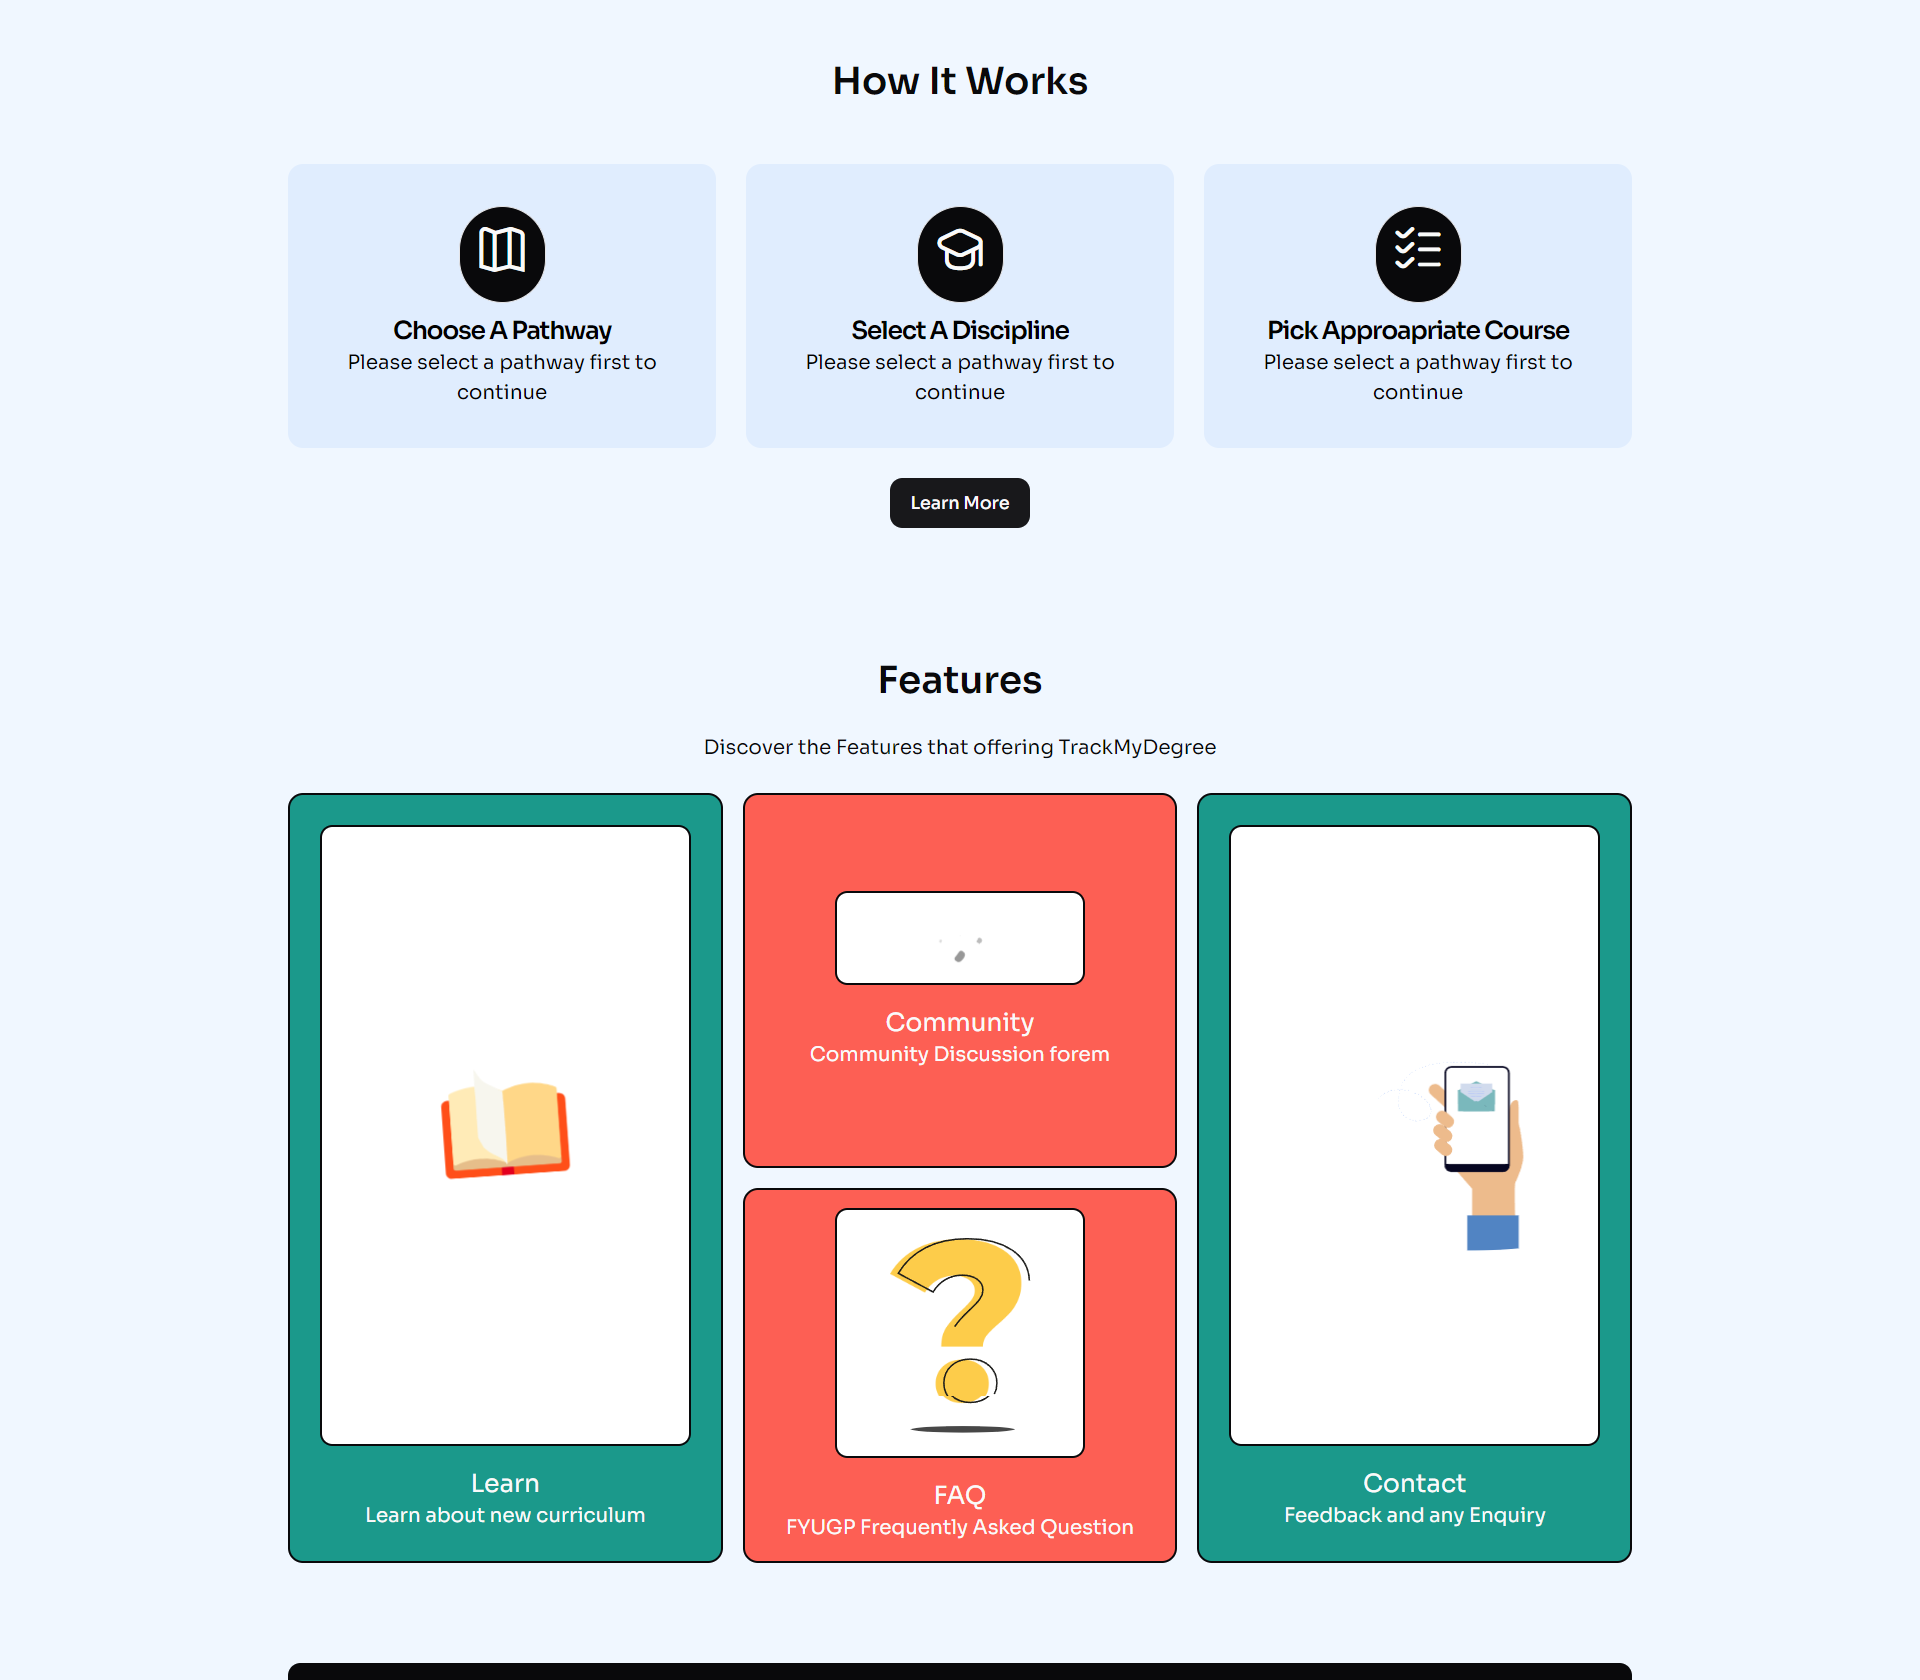 How It Works
Choose A Pathway
Please select a pathway first to
continue
Select A Discipline
Please select a pathway first to
continue
Pick Approapriate Course
Please select a pathway first to
continue
Learn More
Features
Discover the Features that offering TrackMyDegree
Learn
Learn about new curriculum
Community
Community Discussion forem
FAQ
FYUGP Frequently Asked Question
Contact
Feedback and any Enquiry